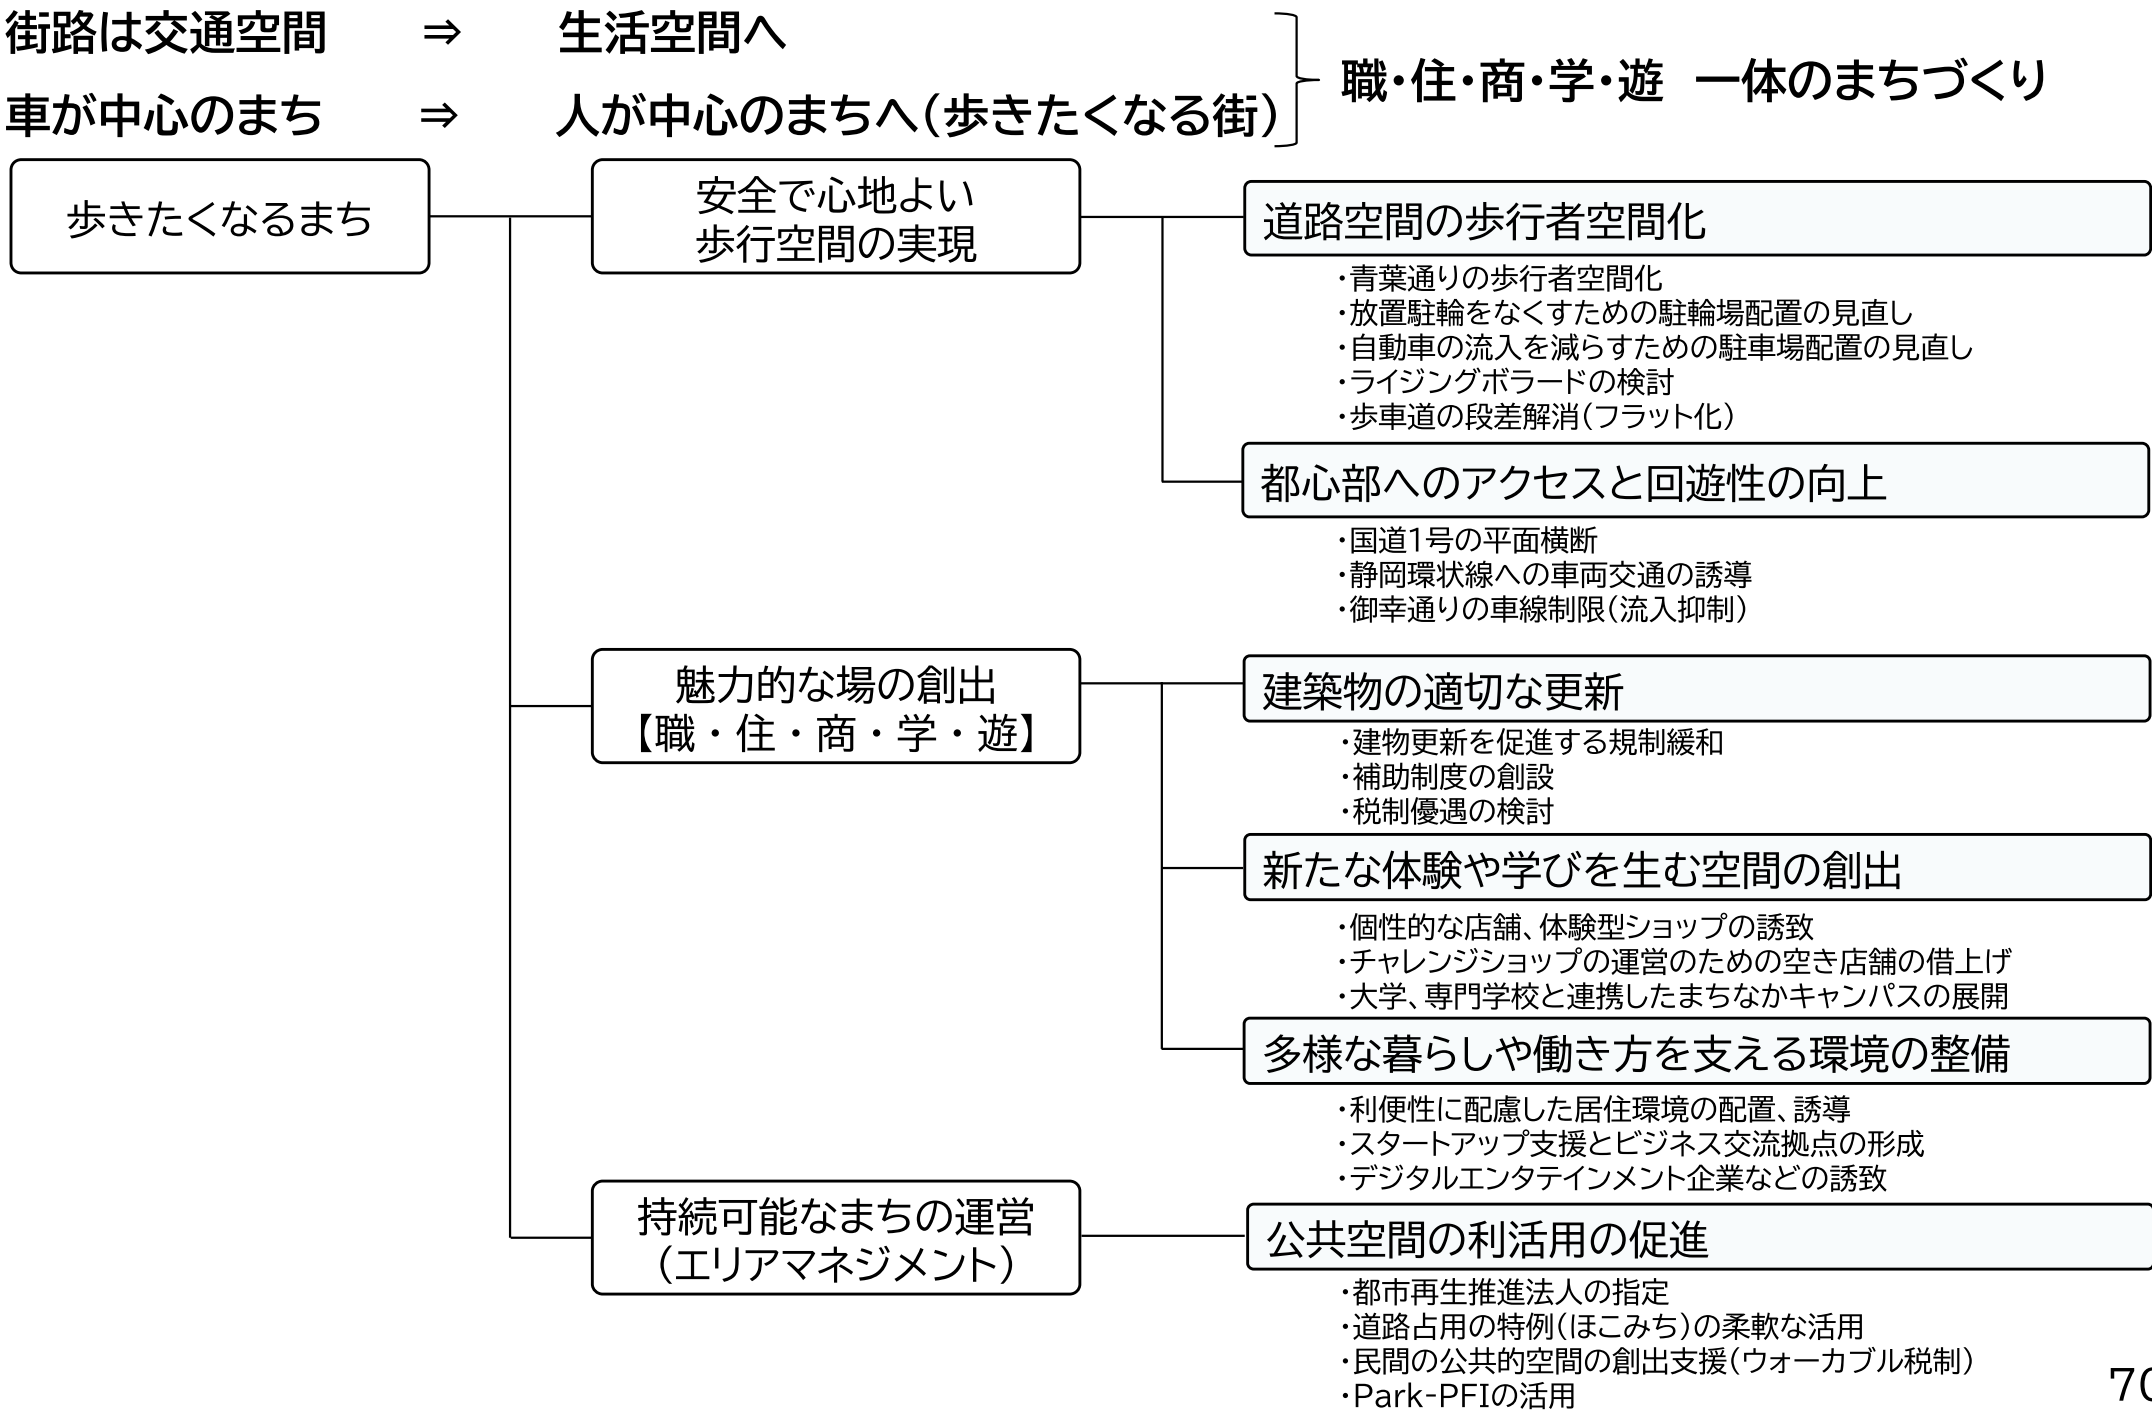 街路は交通空間 ⇒ 生活空間へ
車が中心のまち ⇒ 人が中心のまちへ（歩きたくなる街）
職・住・商・学・遊 一体のまちづくり
歩きたくなるまち
安全で心地よい
歩行空間の実現
道路空間の歩行者空間化
・青葉通りの歩行者空間化
・放置駐輪をなくすための駐輪場配置の見直し
・自動車の流入を減らすための駐車場配置の見直し
・ライジングボラードの検討
・歩車道の段差解消（フラット化）
都心部へのアクセスと回遊性の向上
・国道1号の平面横断
・静岡環状線への車両交通の誘導
・御幸通りの車線制限（流入抑制）
魅力的な場の創出
【職・住・商・学・遊】
建築物の適切な更新
・建物更新を促進する規制緩和
・補助制度の創設
・税制優遇の検討
新たな体験や学びを生む空間の創出
・個性的な店舗、体験型ショップの誘致
・チャレンジショップの運営のための空き店舗の借上げ
・大学、専門学校と連携したまちなかキャンパスの展開
多様な暮らしや働き方を支える環境の整備
・利便性に配慮した居住環境の配置、誘導
・スタートアップ支援とビジネス交流拠点の形成
・デジタルエンタテインメント企業などの誘致
持続可能なまちの運営
（エリアマネジメント）
公共空間の利活用の促進
・都市再生推進法人の指定
・道路占用の特例（ほこみち）の柔軟な活用
・民間の公共的空間の創出支援（ウォーカブル税制）
・Park-PFIの活用
70